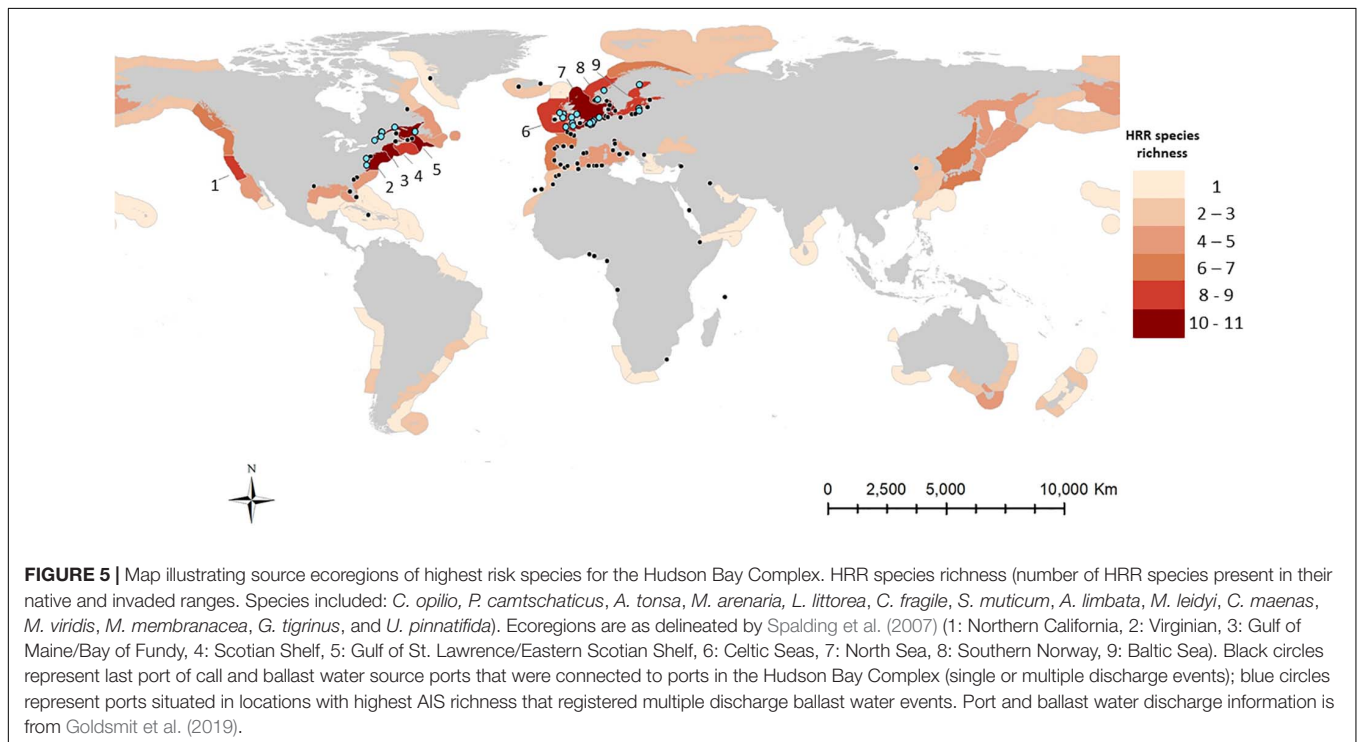 7 8 9
6
1
2 3 4 5
HRR species
richness
1
2 – 3
4 – 5
6 – 7
8 - 9
10 - 11
N
0 2,500 5,000 10,000 Km
FIGURE 5 | Map illustrating source ecoregions of highest risk species for the Hudson Bay Complex. HRR species richness (number of HRR species present in their
native and invaded ranges. Species included: C. opilio, P. camtschaticus, A. tonsa, M. arenaria, L. littorea, C. fragile, S. muticum, A. limbata, M. leidyi, C. maenas,
M. viridis, M. membranacea, G. tigrinus, and U. pinnatifida). Ecoregions are as delineated by Spalding et al. (2007) (1: Northern California, 2: Virginian, 3: Gulf of
Maine/Bay of Fundy, 4: Scotian Shelf, 5: Gulf of St. Lawrence/Eastern Scotian Shelf, 6: Celtic Seas, 7: North Sea, 8: Southern Norway, 9: Baltic Sea). Black circles
represent last port of call and ballast water source ports that were connected to ports in the Hudson Bay Complex (single or multiple discharge events); blue circles
represent ports situated in locations with highest AIS richness that registered multiple discharge ballast water events. Port and ballast water discharge information is
from Goldsmit et al. (2019).